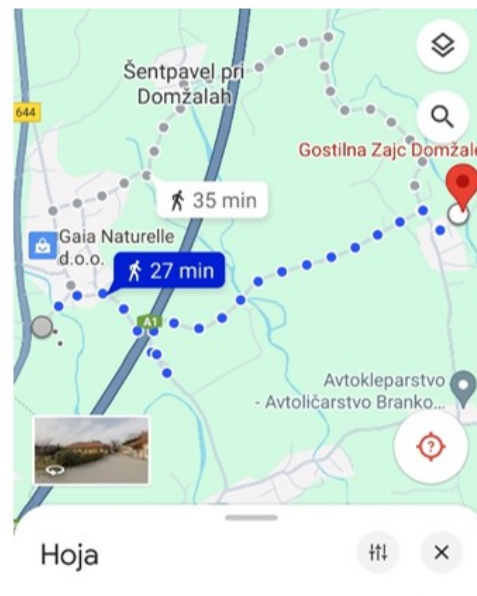 Šentpavel pri
Domžalah
644
Gostilna Zajc Domžale
35 min
Gaia Naturelle
d.o.o.
27 min
A1
Avtokleparstvo
- Avtoličarstvo Branko...
?
Hoja